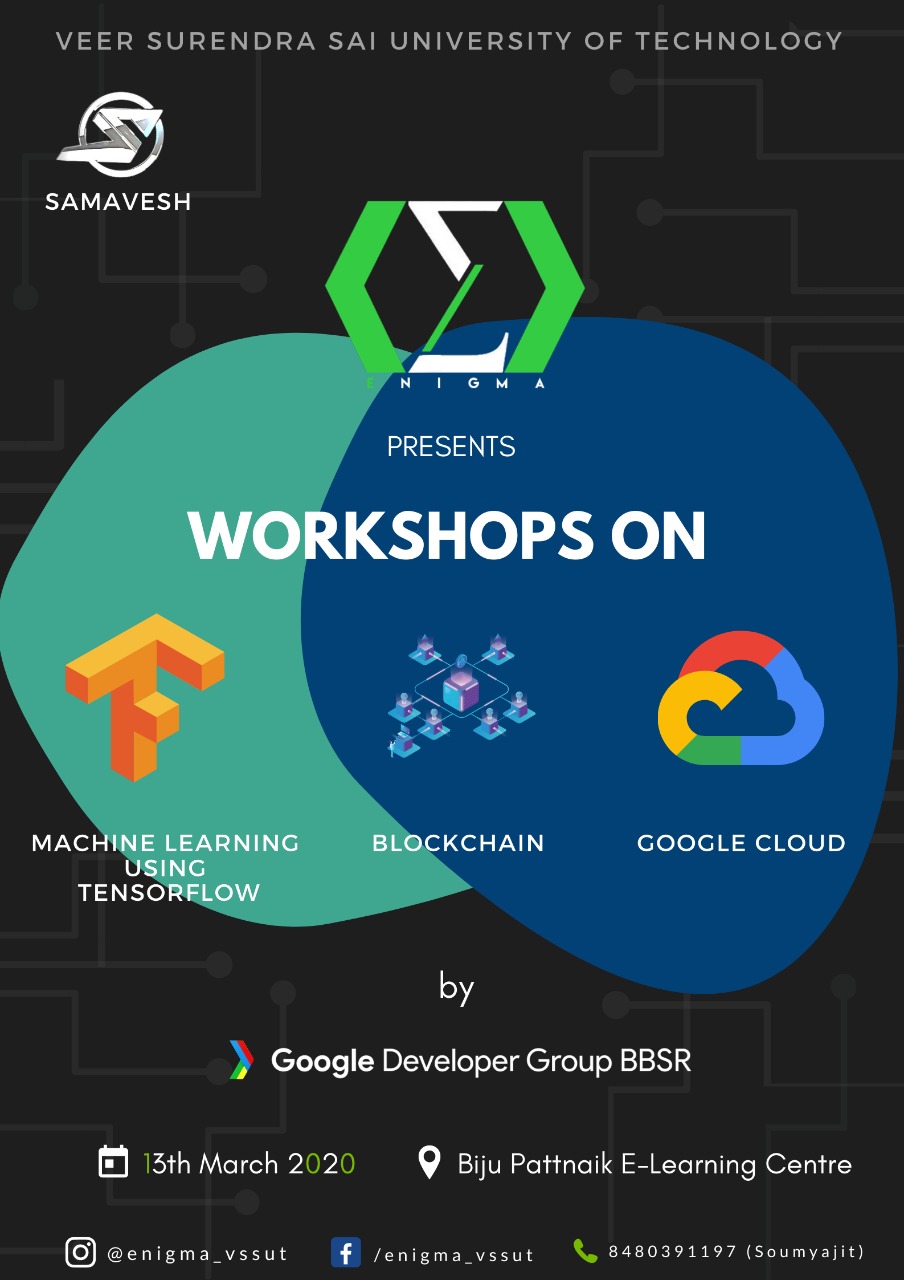 VEER SURENDRA SAI UNIVERSITY OF TECHNOLOGY
SAMAVESH
ENIGMA
PRESENTS
WORKSHOPS ON
MACHINE LEARNING
USING
TENSORFLOW
BLOCKCHAIN
GOOGLE CLOUD
by
Google Developer Group BBSR
13th March 2020
Biju Pattnaik E-Learning Centre
@enigma_vssut
/enigma_vssut
8480391197 (Soumyajit)